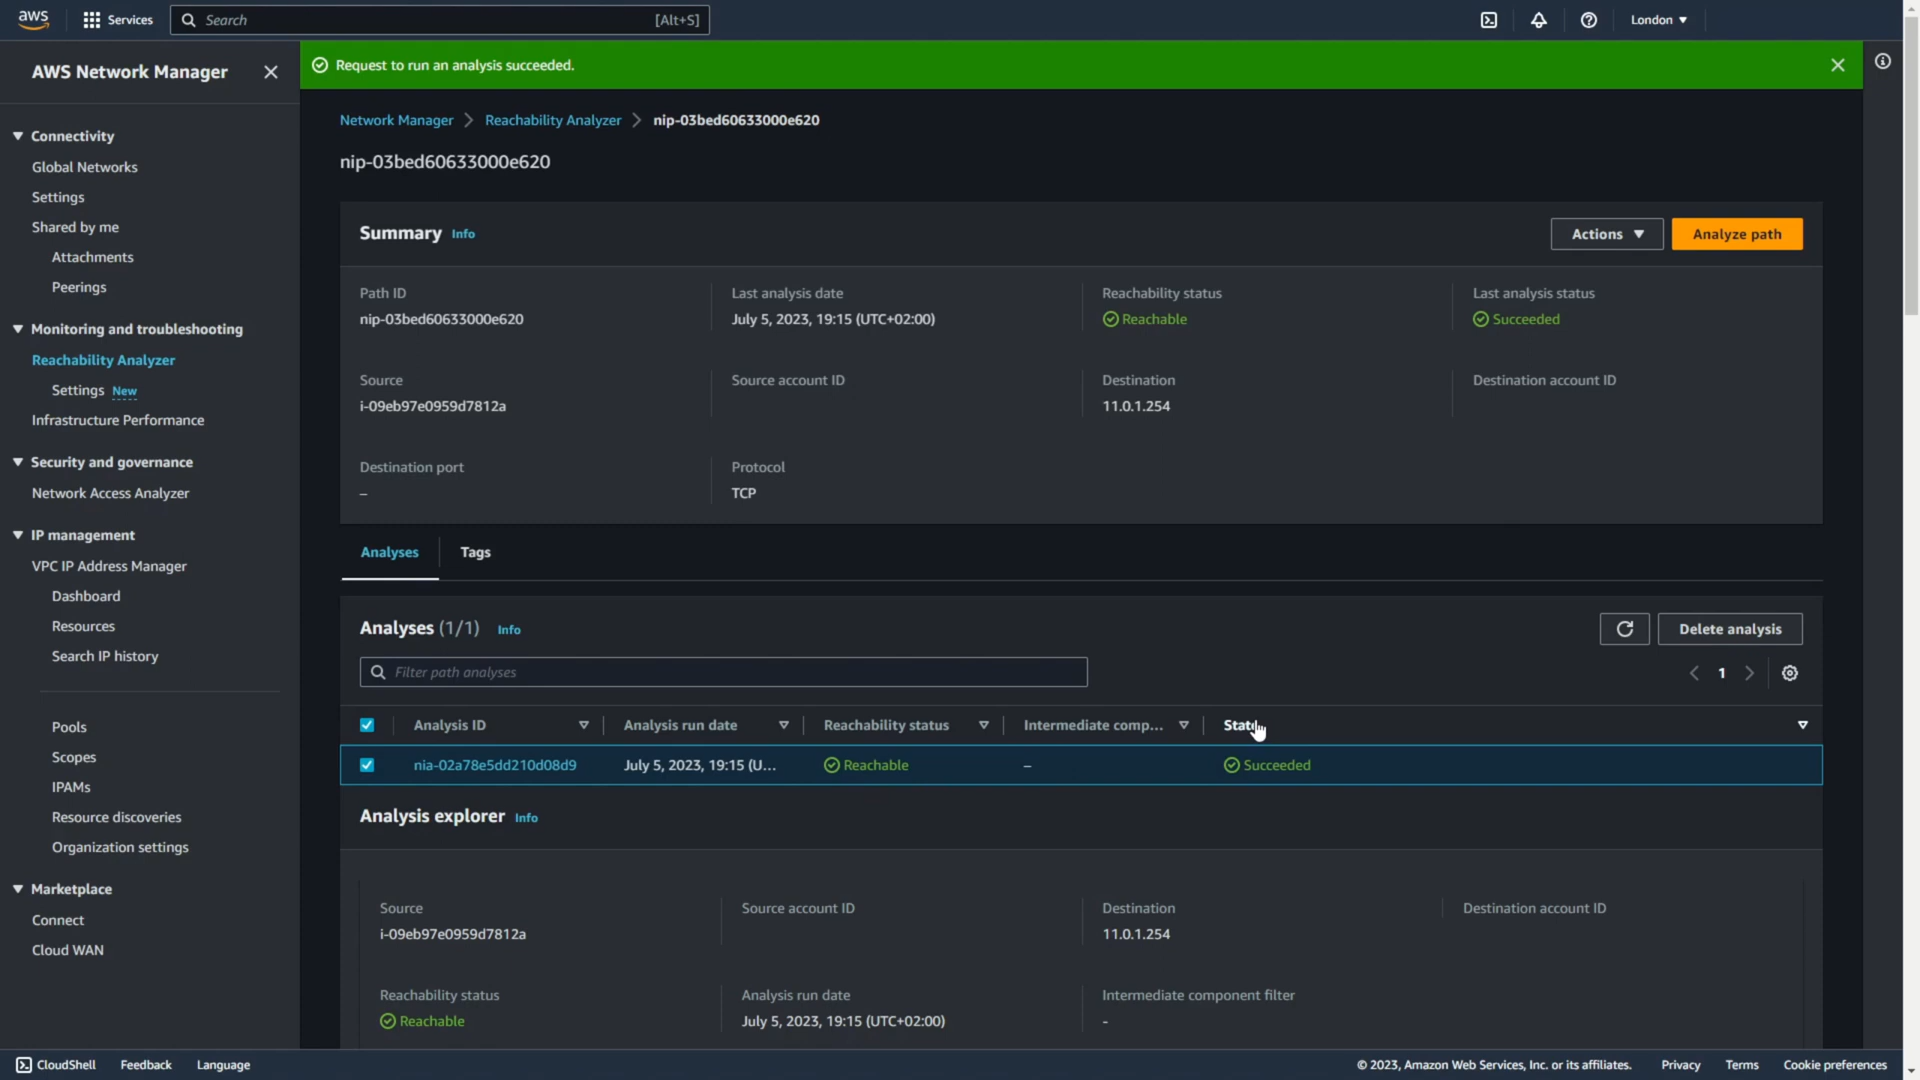 aws
Services
Search
[Alt+S]
London
AWS Network Manager
Connectivity
Global Networks
Settings
Shared by me
Attachments
Peerings
Monitoring and troubleshooting
Reachability Analyzer
Settings New
Infrastructure Performance
Security and governance
Network Access Analyzer
IP management
VPC IP Address Manager
Dashboard
Resources
Search IP history
Pools
Scopes
IPAMs
Resource discoveries
Organization settings
Marketplace
Connect
Cloud WAN
Request to run an analysis succeeded.
Network Manager Reachability Analyzer nip-03bed60633000e620
nip-03bed60633000e620
Summary Info
Actions
Analyze path
Path ID
nip-03bed60633000e620
Last analysis date
July 5, 2023, 19:15 (UTC+02:00)
Reachability status
Reachable
Last analysis status
Succeeded
Source
i-09eb97e0959d7812a
Source account ID
Destination
11.0.1.254
Destination account ID
Destination port
–
Protocol
TCP
Analyses
Tags
Analyses (1/1) Info
Delete analysis
Filter path analyses
1
Analysis ID Analysis run date Reachability status Intermediate comp...
nia-02a78e5dd210d08d9 July 5, 2023, 19:15 (U... Reachable – Succeeded
Analysis explorer Info
Source
i-09eb97e0959d7812a
Source account ID
Destination
11.0.1.254
Destination account ID
Reachability status
Reachable
Analysis run date
July 5, 2023, 19:15 (UTC+02:00)
Intermediate component filter
-
CloudShell Feedback Language
© 2023, Amazon Web Services, Inc. or its affiliates. Privacy Terms Cookie preferences